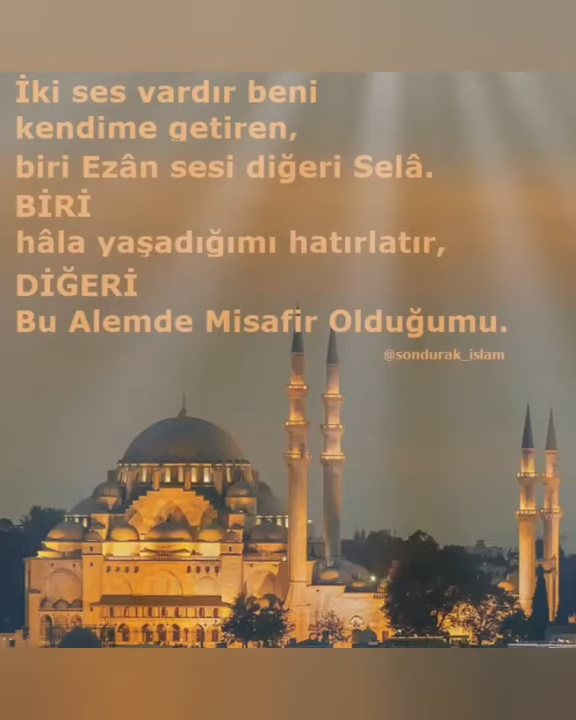 İki ses vardır beni
kendime getiren,
biri Ezân sesi diğeri Selâ.
BİRİ
hâla yaşadığımı hatırlatır,
DİĞERİ
Bu Alemde Misafir Olduğumu.
@sondurak_islam